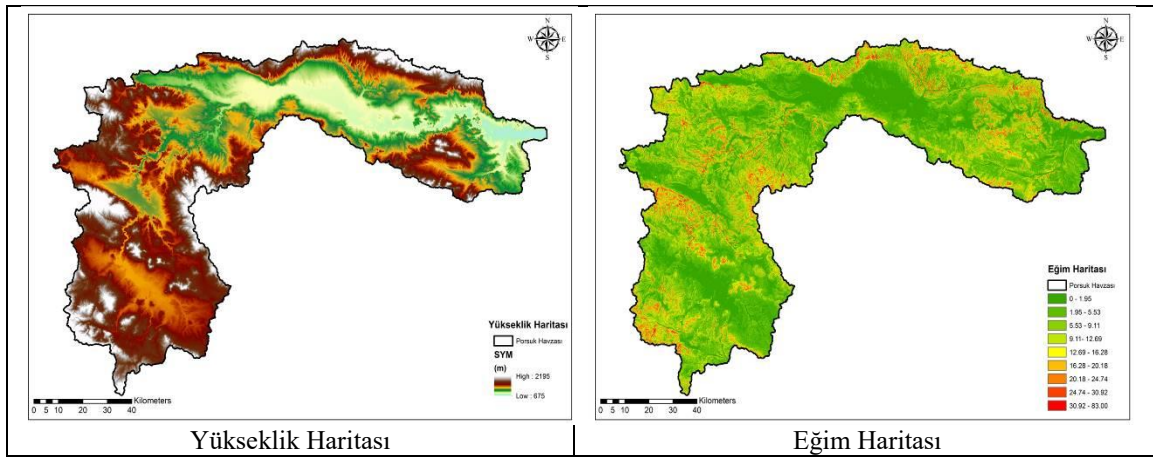 N
W E
S
Yükseklik Haritası
Porsuk Havzası
SYM
(m)
High : 2195
Low : 675
0 5 10 20 30 40 Kilometers
Yükseklik Haritası
N
W E
S
Eğim Haritası
Porsuk Havzası
0 - 1.95
1.95 - 5.53
5.53 - 9.11
9.11- 12.69
12.69 - 16.28
16.28 - 20.18
20.18 - 24.74
24.74 - 30.92
30.92 - 83.00
0 5 10 20 30 40 Kilometers
Eğim Haritası